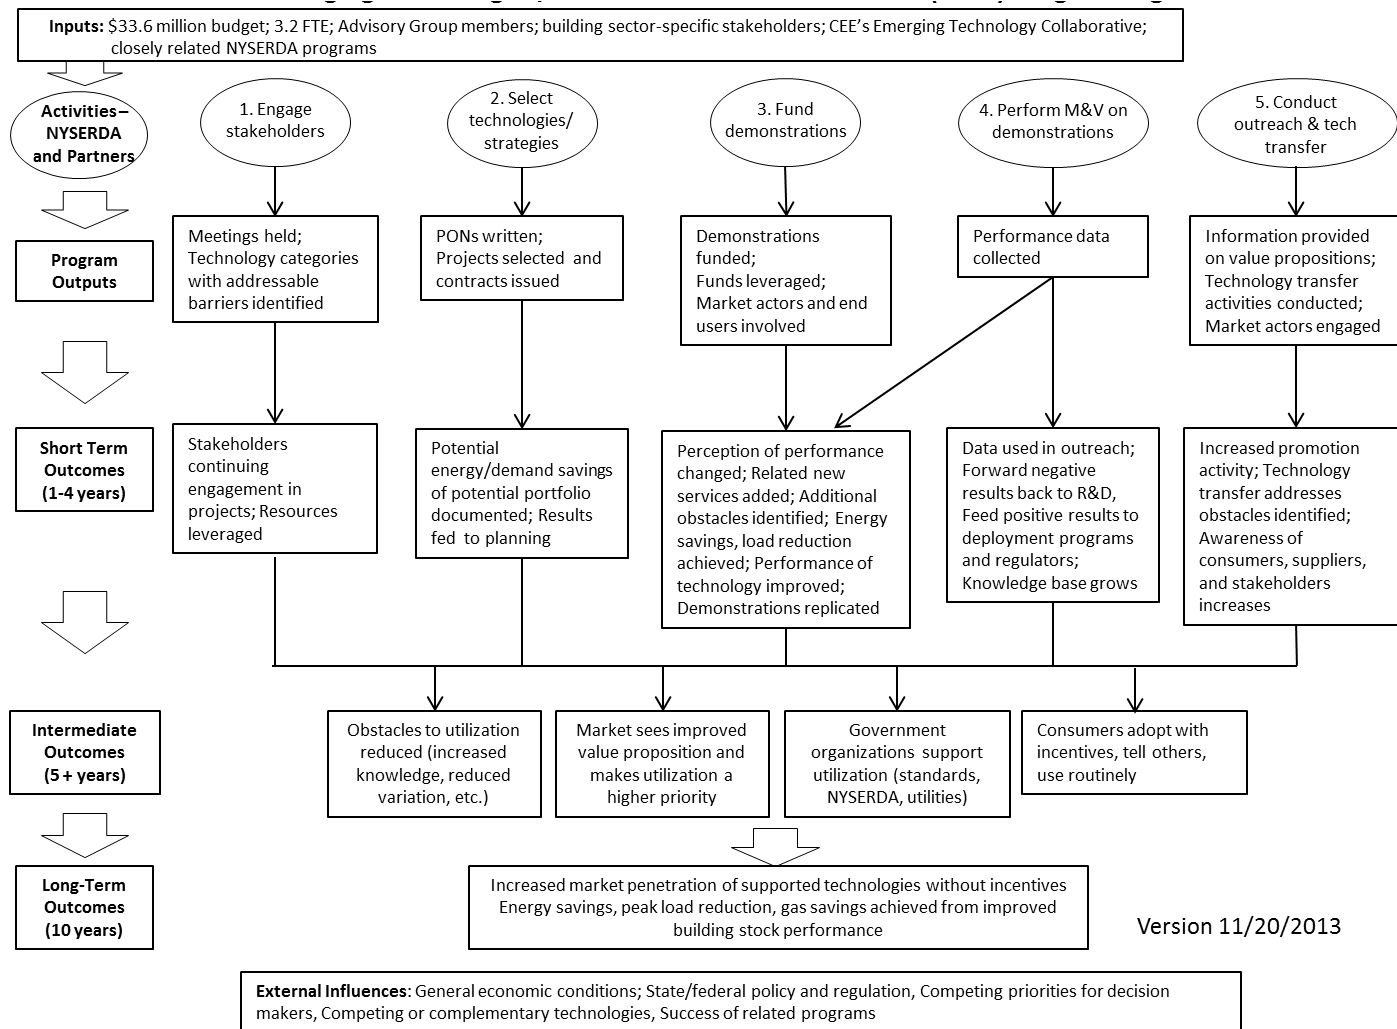 Inputs: $33.6 million budget; 3.2 FTE; Advisory Group members; building sector-specific stakeholders; CEE's Emerging Technology Collaborative;
closely related NYSERDA programs
Activities–
NYSERDA
and Partners
1. Engage
stakeholders
2. Select
technologies/
strategies
3. Fund
demonstrations
4. Perform M&V on
demonstrations
5. Conduct
outreach & tech
transfer
Program
Outputs
Meetings held;
Technology categories
with addressable
barriers identified
PONs written;
Projects selected and
contracts issued
Demonstrations
funded;
Funds leveraged;
Market actors and end
users involved
Performance data
collected
Information provided
on value propositions;
Technology transfer
activities conducted;
Market actors engaged
Short Term
Outcomes
(1-4 years)
Stakeholders
continuing
engagement in
projects; Resources
leveraged
Potential
energy/demand savings
of potential portfolio
documented; Results
fed to planning
Perception of performance
changed; Related new
services added; Additional
obstacles identified; Energy
savings, load reduction
achieved; Performance of
technology improved;
Demonstrations replicated
Data used in outreach;
Forward negative
results back to R&D,
Feed positive results to
deployment programs
and regulators;
Knowledge base grows
Increased promotion
activity; Technology
transfer addresses
obstacles identified;
Awareness of
consumers, suppliers,
and stakeholders
increases
Intermediate
Outcomes
(5 + years)
Obstacles to utilization
reduced (increased
knowledge, reduced
variation, etc.)
Market sees improved
value proposition and
makes utilization a
higher priority
Government
organizations support
utilization (standards,
NYSERDA, utilities)
Consumers adopt with
incentives, tell others,
use routinely
Long-Term
Outcomes
(10 years)
Increased market penetration of supported technologies without incentives
Energy savings, peak load reduction, gas savings achieved from improved
building stock performance
Version 11/20/2013
External Influences: General economic conditions; State/federal policy and regulation, Competing priorities for decision
makers, Competing or complementary technologies, Success of related programs